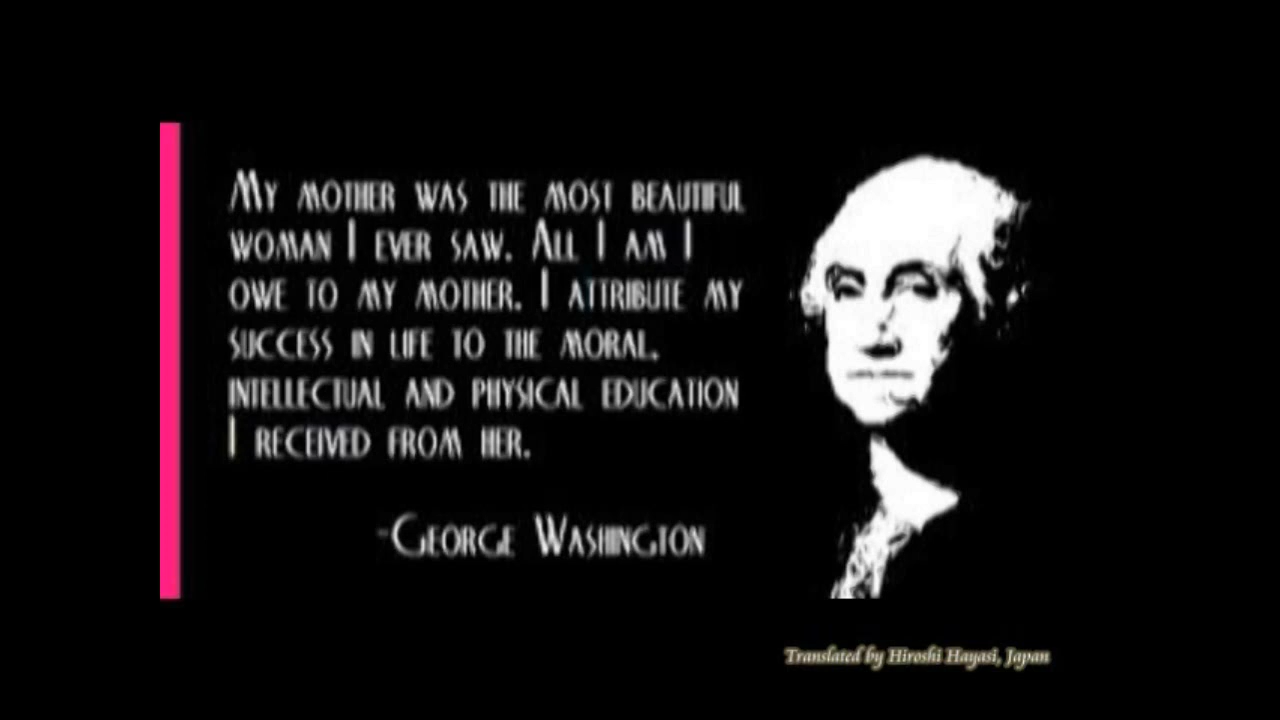 My mother was the most beautiful
woman I ever saw. All I am I
owe to my mother. I attribute my
success in life to the moral,
intellectual and physical education
I received from her.
-George Washington
Translated by Hiroshi Hayasi, Japan